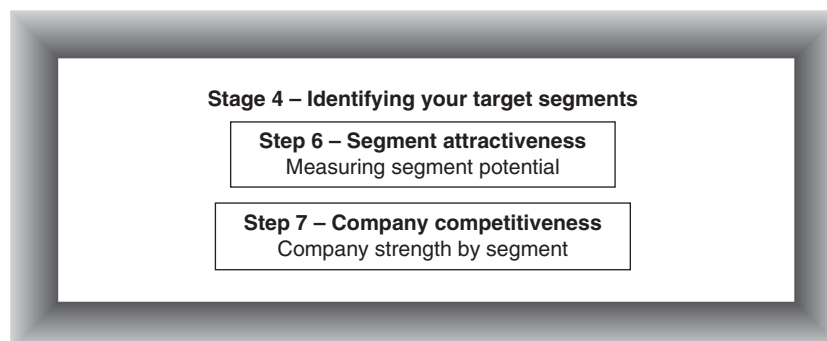 Stage 4 – Identifying your target segments
Step 6 – Segment attractiveness
Measuring segment potential
Step 7 – Company competitiveness
Company strength by segment